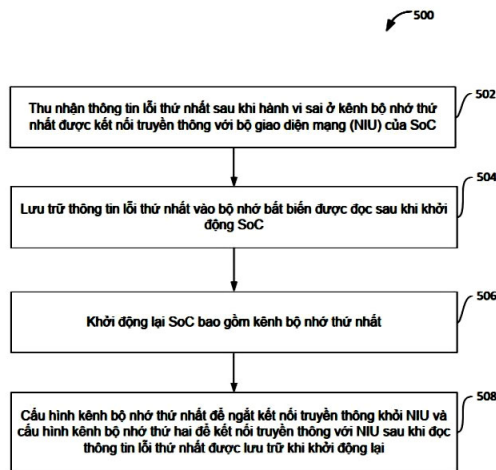 500
502
Thu nhận thông tin lỗi thứ nhất sau khi hành vi sai ở kênh bộ nhớ thứ
nhất được kết nối truyền thông với bộ giao diện mạng (NIU) của SoC
504
Lưu trữ thông tin lỗi thứ nhất vào bộ nhớ bất biến được đọc sau khi khởi
động SoC
506
Khởi động lại SoC bao gồm kênh bộ nhớ thứ nhất
508
Cấu hình kênh bộ nhớ thứ nhất để ngắt kết nối truyền thông khỏi NIU và
cấu hình kênh bộ nhớ thứ hai để kết nối truyền thông với NIU sau khi đọc
thông tin lỗi thứ nhất được lưu trữ khi khởi động lại